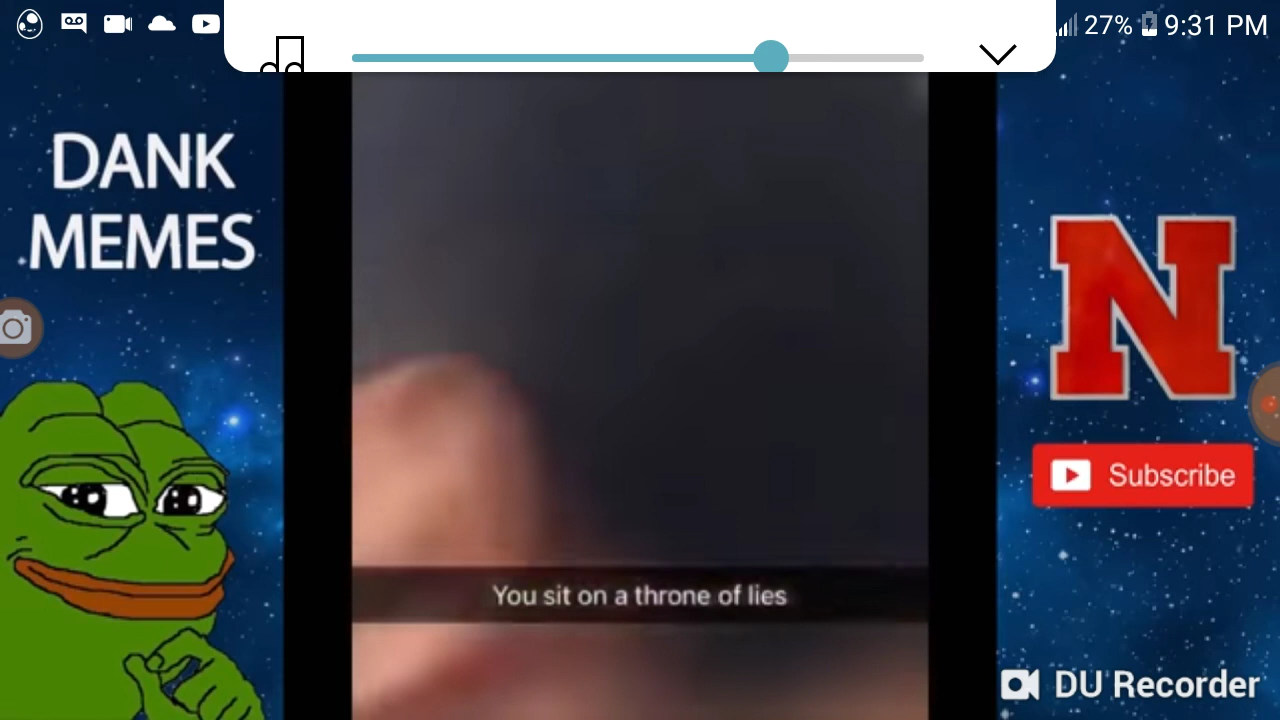 27% 9:31 PM
DANK
MEMES
N
Subscribe
You sit on a throne of lies
DU Recorder